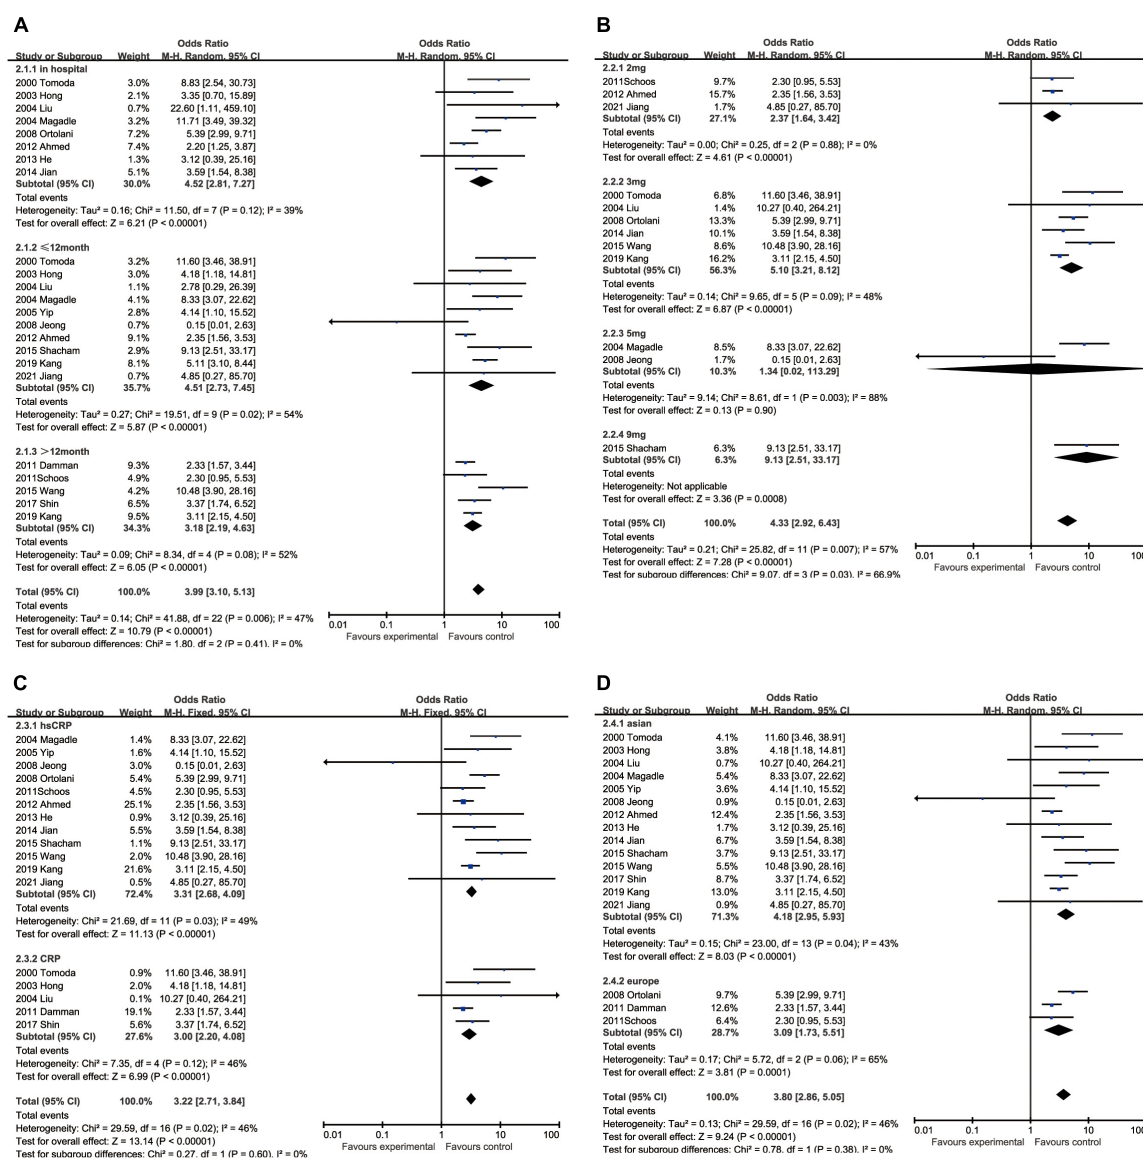 A
Odds Ratio Odds Ratio
Study or Subgroup Weight M-H. Random. 95% CI M-H. Random. 95% CI
2.1.1 in hospital
2000 Tomoda 3.0% 8.83 [2.54, 30.73]
2003 Hong 2.1% 3.35 [0.70, 15.89]
2004 Liu 0.7% 22.60 [1.11, 459.10]
2004 Magadle 3.2% 11.71 [3.49, 39.32]
2008 Ortolani 7.2% 5.39 [2.99, 9.71]
2012 Ahmed 7.4% 2.20 [1.25, 3.87]
2013 He 1.3% 3.12 [0.39, 25.16]
2014 Jian 5.1% 3.59 [1.54, 8.38]
Subtotal (95% CI) 30.0% 4.52 [2.81, 7.27]
Total events
Heterogeneity: Tau² = 0.16; Chi² = 11.50, df = 7 (P = 0.12); I² = 39%
Test for overall effect: Z = 6.21 (P < 0.00001)
2.1.2 ≤12month
2000 Tomoda 3.2% 11.60 [3.46, 38.91]
2003 Hong 3.0% 4.18 [1.18, 14.81]
2004 Liu 1.1% 2.78 [0.29, 26.39]
2004 Magadle 4.1% 8.33 [3.07, 22.62]
2005 Yip 2.8% 4.14 [1.10, 15.52]
2008 Jeong 0.7% 0.15 [0.01, 2.63]
2012 Ahmed 9.1% 2.35 [1.56, 3.53]
2015 Shacham 2.9% 9.13 [2.51, 33.17]
2019 Kang 8.1% 5.11 [3.10, 8.44]
2021 Jiang 0.7% 4.85 [0.27, 85.70]
Subtotal (95% CI) 35.7% 4.51 [2.73, 7.45]
Total events
Heterogeneity: Tau² = 0.27; Chi² = 19.51, df = 9 (P = 0.02); I² = 54%
Test for overall effect: Z = 5.87 (P < 0.00001)
2.1.3 ＞12month
2011 Damman 9.3% 2.33 [1.57, 3.44]
2011Schoos 4.9% 2.30 [0.95, 5.53]
2015 Wang 4.2% 10.48 [3.90, 28.16]
2017 Shin 6.5% 3.37 [1.74, 6.52]
2019 Kang 9.5% 3.11 [2.15, 4.50]
Subtotal (95% CI) 34.3% 3.18 [2.19, 4.63]
Total events
Heterogeneity: Tau² = 0.09; Chi² = 8.34, df = 4 (P = 0.08); I² = 52%
Test for overall effect: Z = 6.05 (P < 0.00001)
Total (95% CI) 100.0% 3.99 [3.10, 5.13]
Total events
Heterogeneity: Tau² = 0.14; Chi² = 41.88, df = 22 (P = 0.006); I² = 47%
Test for overall effect: Z = 10.79 (P < 0.00001)
Test for subgroup differences: Chi² = 1.80, df = 2 (P = 0.41), I² = 0%
0.01 0.1 1 10 100
Favours experimental Favours control
B
Odds Ratio Odds Ratio
Study or Subgroup Weight M-H. Random. 95% CI M-H. Random. 95% CI
2.2.1 2mg
2011Schoos 9.7% 2.30 [0.95, 5.53]
2012 Ahmed 15.7% 2.35 [1.56, 3.53]
2021 Jiang 1.7% 4.85 [0.27, 85.70]
Subtotal (95% CI) 27.1% 2.37 [1.64, 3.42]
Total events
Heterogeneity: Tau² = 0.00; Chi² = 0.25, df = 2 (P = 0.88); I² = 0%
Test for overall effect: Z = 4.61 (P < 0.00001)
2.2.2 3mg
2000 Tomoda 6.8% 11.60 [3.46, 38.91]
2004 Liu 1.4% 10.27 [0.40, 264.21]
2008 Ortolani 13.3% 5.39 [2.99, 9.71]
2014 Jian 10.1% 3.59 [1.54, 8.38]
2015 Wang 8.6% 10.48 [3.90, 28.16]
2019 Kang 16.2% 3.11 [2.15, 4.50]
Subtotal (95% CI) 56.3% 5.10 [3.21, 8.12]
Total events
Heterogeneity: Tau² = 0.14; Chi² = 9.65, df = 5 (P = 0.09); I² = 48%
Test for overall effect: Z = 6.87 (P < 0.00001)
2.2.3 5mg
2004 Magadle 8.5% 8.33 [3.07, 22.62]
2008 Jeong 1.7% 0.15 [0.01, 2.63]
Subtotal (95% CI) 10.3% 1.34 [0.02, 113.29]
Total events
Heterogeneity: Tau² = 9.14; Chi² = 8.61, df = 1 (P = 0.003); I² = 88%
Test for overall effect: Z = 0.13 (P = 0.90)
2.2.4 9mg
2015 Shacham 6.3% 9.13 [2.51, 33.17]
Subtotal (95% CI) 6.3% 9.13 [2.51, 33.17]
Total events
Heterogeneity: Not applicable
Test for overall effect: Z = 3.36 (P = 0.0008)
Total (95% CI) 100.0% 4.33 [2.92, 6.43]
Total events
Heterogeneity: Tau² = 0.21; Chi² = 25.82, df = 11 (P = 0.007); I² = 57%
Test for overall effect: Z = 7.28 (P < 0.00001)
Test for subgroup differences: Chi² = 9.07, df = 3 (P = 0.03), I² = 66.9%
0.01 0.1 1 10 100
Favours experimental Favours control
C
Odds Ratio Odds Ratio
Study or Subgroup Weight M-H. Fixed. 95% CI M-H. Fixed. 95% CI
2.3.1 hsCRP
2004 Magadle 1.4% 8.33 [3.07, 22.62]
2005 Yip 1.6% 4.14 [1.10, 15.52]
2008 Jeong 3.0% 0.15 [0.01, 2.63]
2008 Ortolani 5.4% 5.39 [2.99, 9.71]
2011Schoos 4.5% 2.30 [0.95, 5.53]
2012 Ahmed 25.1% 2.35 [1.56, 3.53]
2013 He 0.9% 3.12 [0.39, 25.16]
2014 Jian 5.5% 3.59 [1.54, 8.38]
2015 Shacham 1.1% 9.13 [2.51, 33.17]
2015 Wang 2.0% 10.48 [3.90, 28.16]
2019 Kang 21.6% 3.11 [2.15, 4.50]
2021 Jiang 0.5% 4.85 [0.27, 85.70]
Subtotal (95% CI) 72.4% 3.31 [2.68, 4.09]
Total events
Heterogeneity: Chi² = 21.69, df = 11 (P = 0.03); I² = 49%
Test for overall effect: Z = 11.13 (P < 0.00001)
2.3.2 CRP
2000 Tomoda 0.9% 11.60 [3.46, 38.91]
2003 Hong 2.0% 4.18 [1.18, 14.81]
2004 Liu 0.1% 10.27 [0.40, 264.21]
2011 Damman 19.1% 2.33 [1.57, 3.44]
2017 Shin 5.6% 3.37 [1.74, 6.52]
Subtotal (95% CI) 27.6% 3.00 [2.20, 4.08]
Total events
Heterogeneity: Chi² = 7.35, df = 4 (P = 0.12); I² = 46%
Test for overall effect: Z = 6.99 (P < 0.00001)
Total (95% CI) 100.0% 3.22 [2.71, 3.84]
Total events
Heterogeneity: Chi² = 29.59, df = 16 (P = 0.02); I² = 46%
Test for overall effect: Z = 13.14 (P < 0.00001)
Test for subgroup differences: Chi² = 0.27, df = 1 (P = 0.60), I² = 0%
0.01 0.1 1 10 100
Favours experimental Favours control
D
Odds Ratio Odds Ratio
Study or Subgroup Weight M-H. Random. 95% CI M-H. Random. 95% CI
2.4.1 asian
2000 Tomoda 4.1% 11.60 [3.46, 38.91]
2003 Hong 3.8% 4.18 [1.18, 14.81]
2004 Liu 0.7% 10.27 [0.40, 264.21]
2004 Magadle 5.4% 8.33 [3.07, 22.62]
2005 Yip 3.6% 4.14 [1.10, 15.52]
2008 Jeong 0.9% 0.15 [0.01, 2.63]
2012 Ahmed 12.4% 2.35 [1.56, 3.53]
2013 He 1.7% 3.12 [0.39, 25.16]
2014 Jian 6.7% 3.59 [1.54, 8.38]
2015 Shacham 3.7% 9.13 [2.51, 33.17]
2015 Wang 5.5% 10.48 [3.90, 28.16]
2017 Shin 8.7% 3.37 [1.74, 6.52]
2019 Kang 13.0% 3.11 [2.15, 4.50]
2021 Jiang 0.9% 4.85 [0.27, 85.70]
Subtotal (95% CI) 71.3% 4.18 [2.95, 5.93]
Total events
Heterogeneity: Tau² = 0.15; Chi² = 23.00, df = 13 (P = 0.04); I² = 43%
Test for overall effect: Z = 8.03 (P < 0.00001)
2.4.2 europe
2008 Ortolani 9.7% 5.39 [2.99, 9.71]
2011 Damman 12.6% 2.33 [1.57, 3.44]
2011Schoos 6.4% 2.30 [0.95, 5.53]
Subtotal (95% CI) 28.7% 3.09 [1.73, 5.51]
Total events
Heterogeneity: Tau² = 0.17; Chi² = 5.72, df = 2 (P = 0.06); I² = 65%
Test for overall effect: Z = 3.81 (P = 0.0001)
Total (95% CI) 100.0% 3.80 [2.86, 5.05]
Total events
Heterogeneity: Tau² = 0.13; Chi² = 29.59, df = 16 (P = 0.02); I² = 46%
Test for overall effect: Z = 9.24 (P < 0.00001)
Test for subgroup differences: Chi² = 0.78, df = 1 (P = 0.38), I² = 0%
0.01 0.1 1 10 100
Favours experimental Favours control